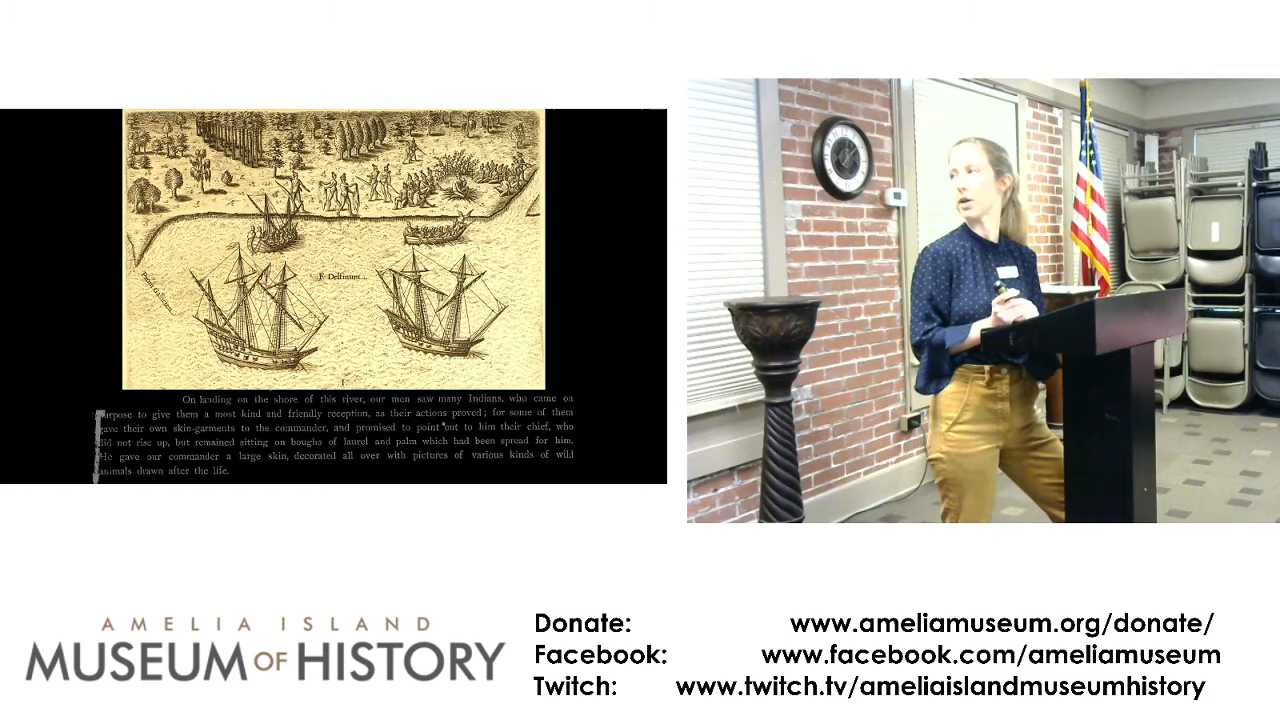 F. Delfinum.
I
On landing on the shore of this river, our men saw many Indians, who came on
purpose to give them a most kind and friendly reception, as their actions proved; for some of them
gave their own skin-garments to the commander, and promised to point out to him their chief, who
did not rise up, but remained sitting on boughs of laurel and palm which had been spread for him.
He gave our commander a large skin, decorated all over with pictures of various kinds of wild
animals drawn after the life.
AMELIA ISLAND
MUSEUM OF HISTORY
Donate: www.ameliamuseum.org/donate/
Facebook: www.facebook.com/ameliamuseum
Twitch: www.twitch.tv/ameliaislandmuseumhistory